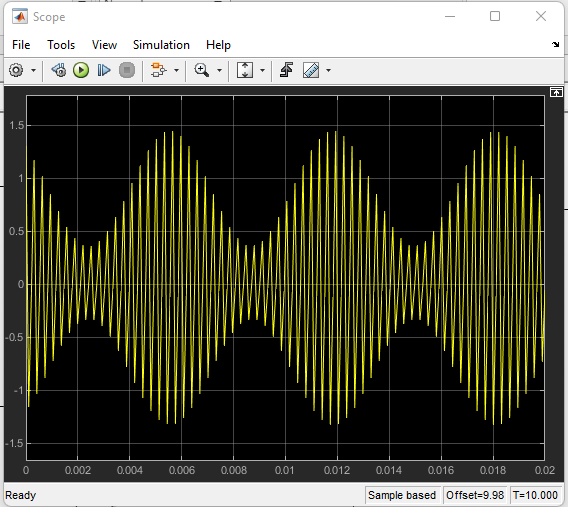 Scope
File Tools View Simulation Help
1.5
1
0.5
0
-0.5
-1
-1.5
0 0.002 0.004 0.006 0.008 0.01 0.012 0.014 0.016 0.018 0.02
Ready Sample based Offset=9.98 T=10.000